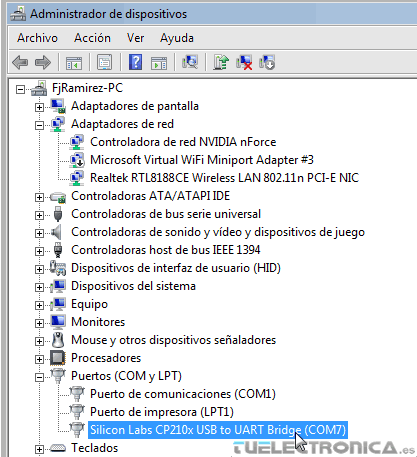 Administrador de dispositivos
Archivo Acción Ver Ayuda
FjRamirez-PC
Adaptadores de pantalla
Adaptadores de red
Controladora de red NVIDIA nForce
Microsoft Virtual WiFi Miniport Adapter #3
Realtek RTL8188CE Wireless LAN 802.11n PCI-E NIC
Controladoras ATA/ATAPI IDE
Controladoras de bus serie universal
Controladoras de sonido y vídeo y dispositivos de juego
Controladoras host de bus IEEE 1394
Dispositivos de interfaz de usuario (HID)
Dispositivos del sistema
Equipo
Monitores
Mouse y otros dispositivos señaladores
Procesadores
Puertos (COM y LPT)
Puerto de comunicaciones (COM1)
Puerto de impresora (LPT1)
Silicon Labs CP210x USB to UART Bridge (COM7)
Teclados
TUELECTRONICA.es